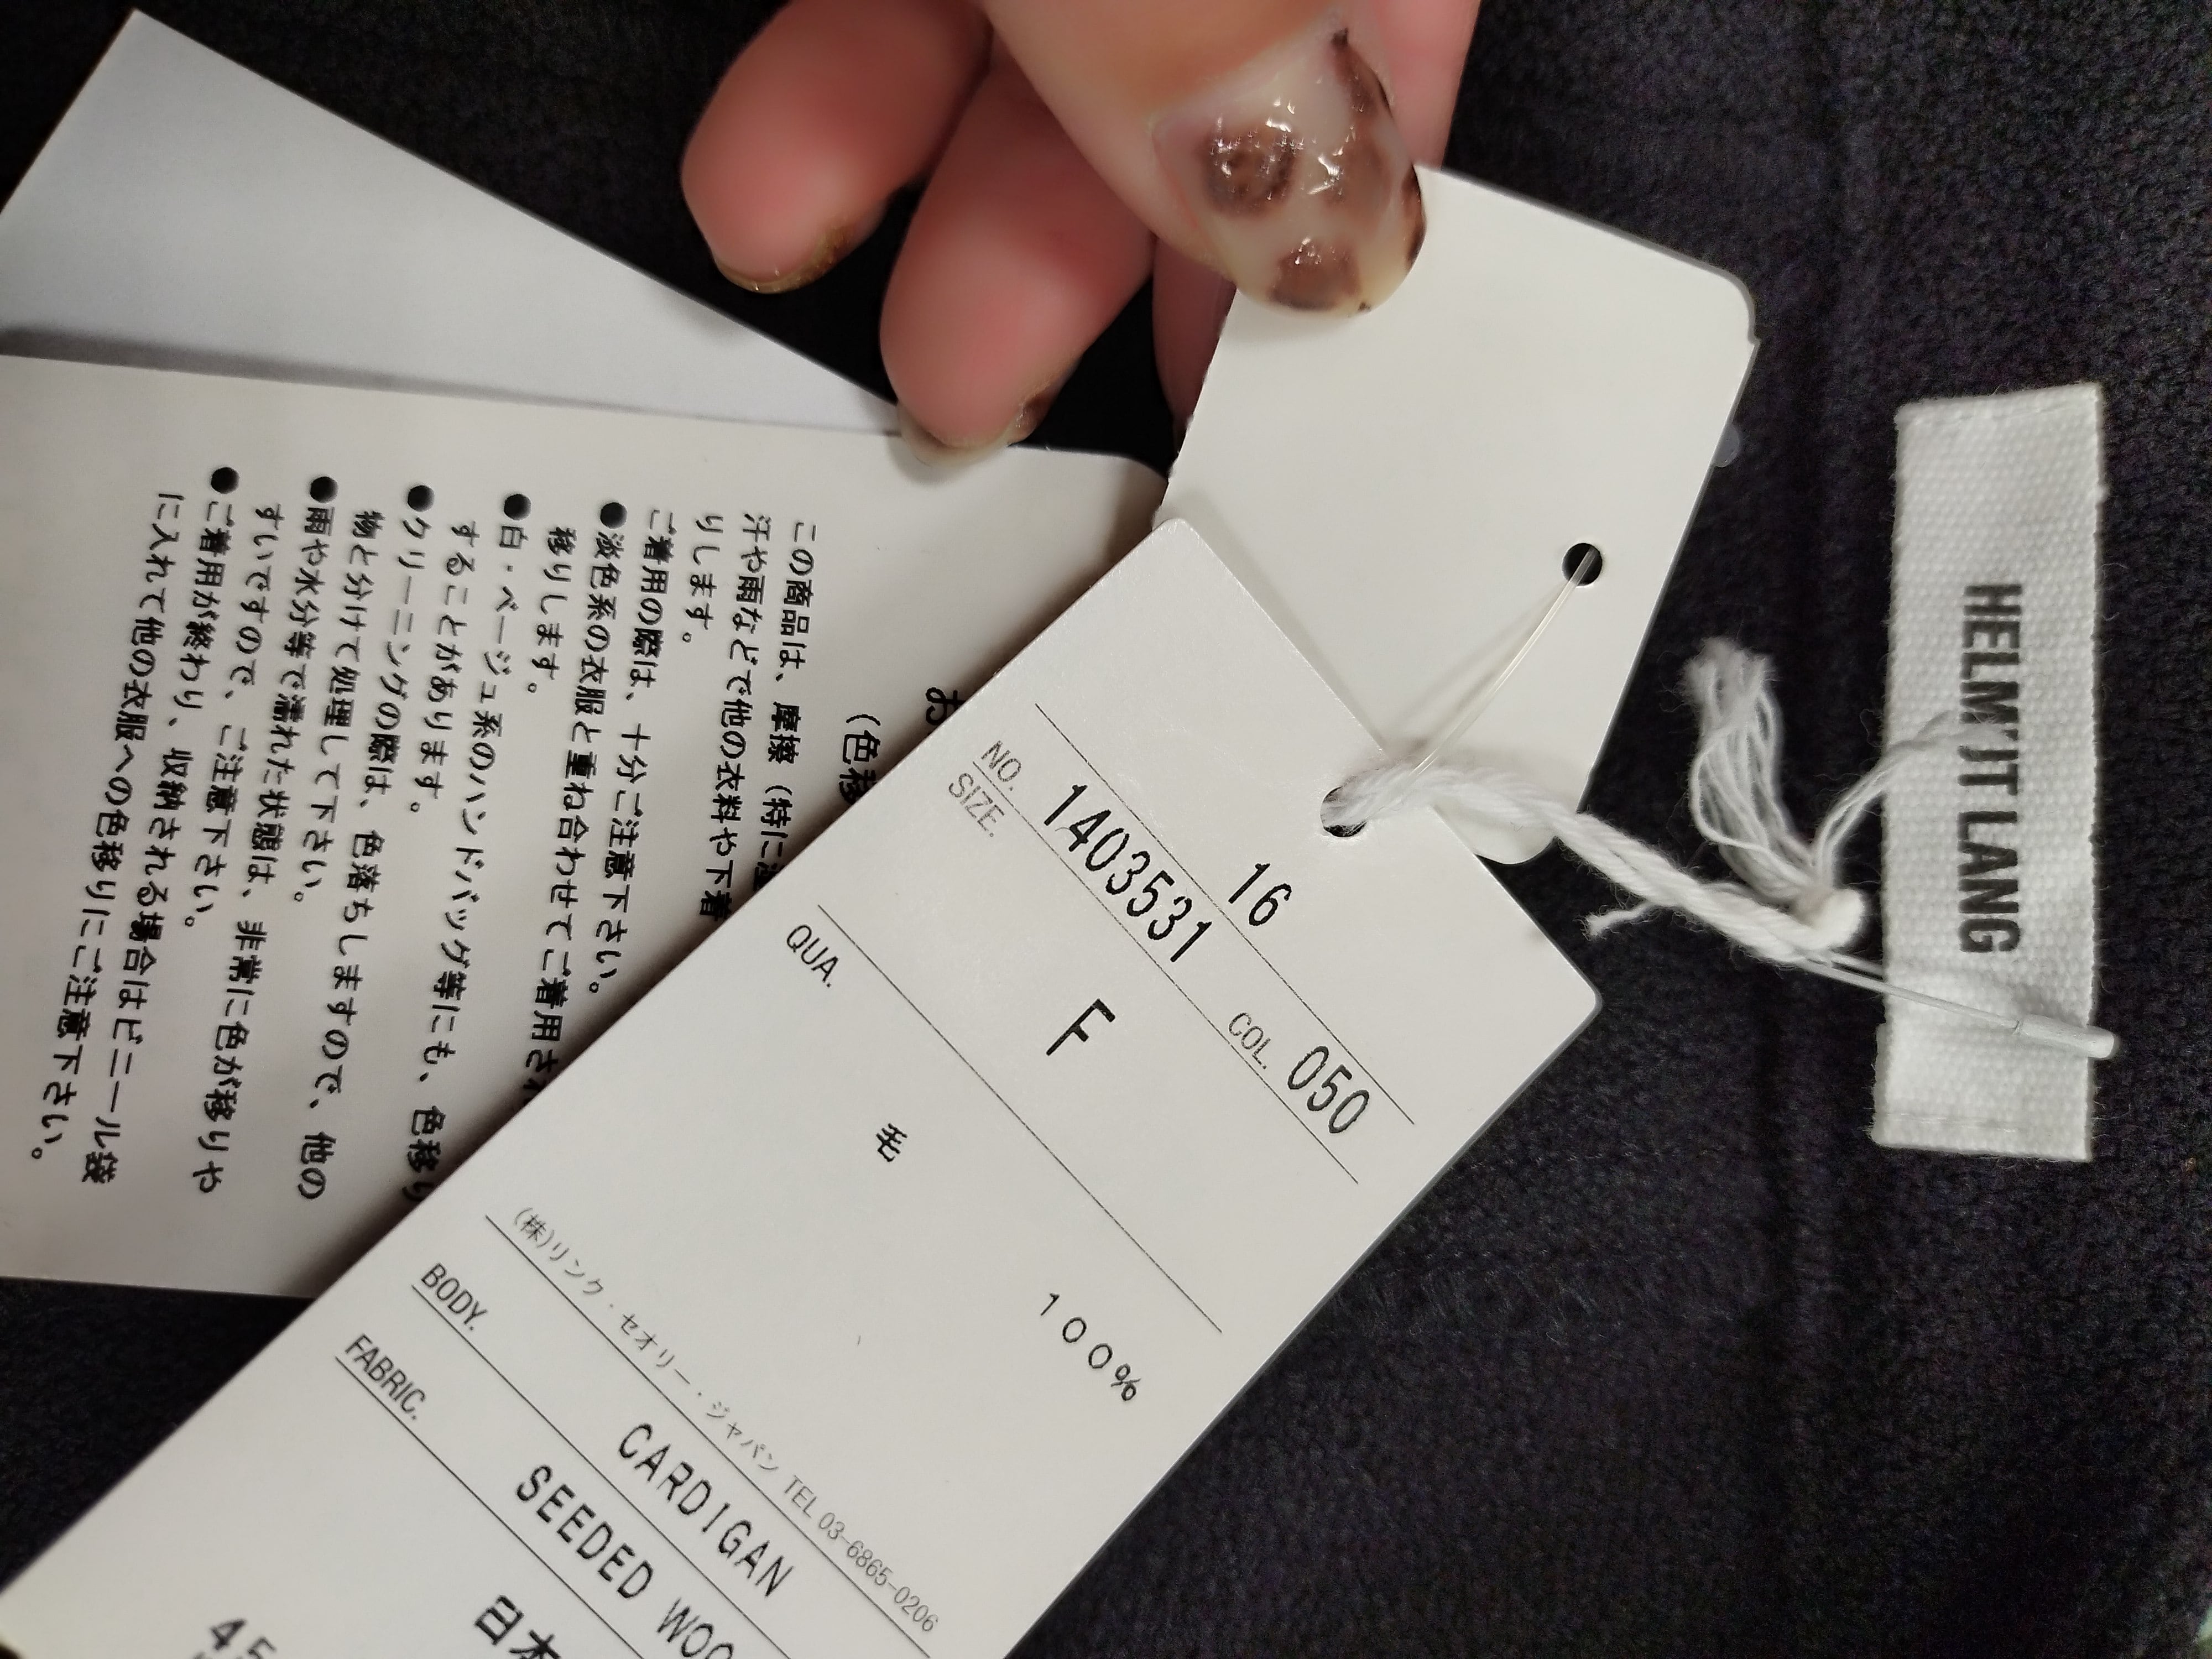 HELMUT LANG
16
NO. 1403531 COL. 050
SIZE. F
QUA.
毛 100%
(株)リンク・セオリー・ジャパン TEL 03-6865-0206
BODY. CARDIGAN
FABRIC. SEEDED
日本
45
お
(色移
この商品は、摩擦(特に
汗や雨などで他の衣料や下着
りします。
ご着用の際は、十分ご注意下さい。
●淡色系の衣服と重ね合わせてご着用さ
移りします。
●白・ベージュ系のハンドバッグ等にも、色移り
することがあります。
●クリーニングの際は、色落ちしますので、他の
物と分けて処理して下さい。
●雨や水分等で濡れた状態は、非常に色が移りや
すいですので、ご注意下さい。
●ご着用が終わり、収納される場合はビニール袋
に入れて他の衣服への色移りにご注意下さい。